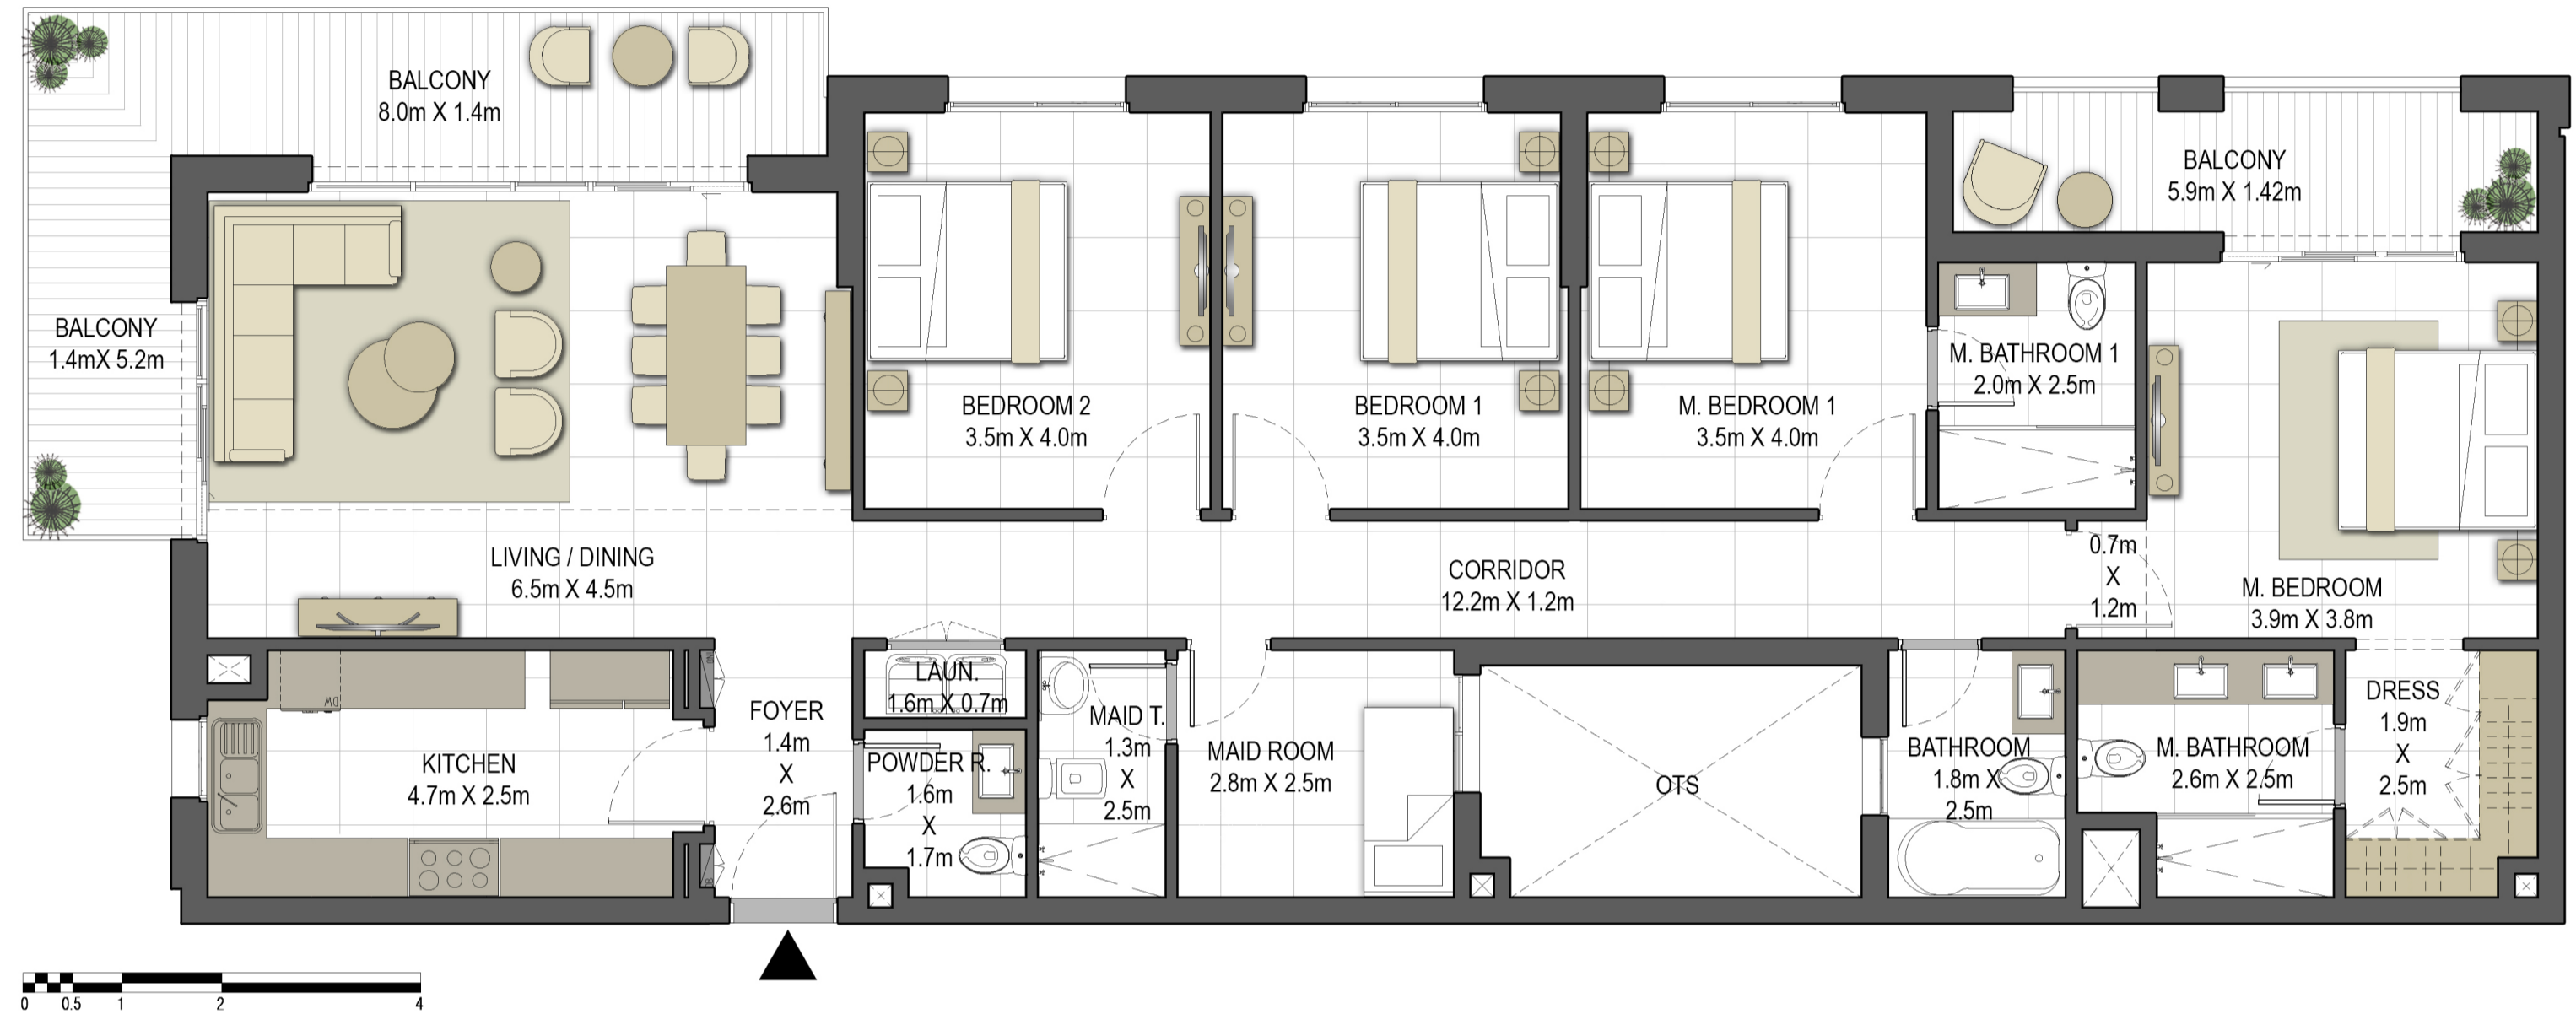 BALCONY
8.0m X 1.4m
BALCONY
1.4mX 5.2m
LIVING / DINING
6.5m X 4.5m
BEDROOM 2
3.5m X 4.0m
BEDROOM 1
3.5m X 4.0m
M. BEDROOM 1
3.5m X 4.0m
BALCONY
5.9m X 1.42m
M. BATHROOM 1
2.0m X 2.5m
CORRIDOR
12.2m X 1.2m
0.7m
X
1.2m
M. BEDROOM
3.9m X 3.8m
DW
KITCHEN
4.7m X 2.5m
FOYER
1.4m
X
2.6m
LAUN.
1.6m X 0.7m
POWDER R.
1.6m
X
1.7m
MAID T.
1.3m
X
2.5m
MAID ROOM
2.8m X 2.5m
OTS
BATHROOM
1.8m X
2.5m
M. BATHROOM
2.6m X 2.5m
DRESS
1.9m
X
2.5m
0 0.5 1 2 4